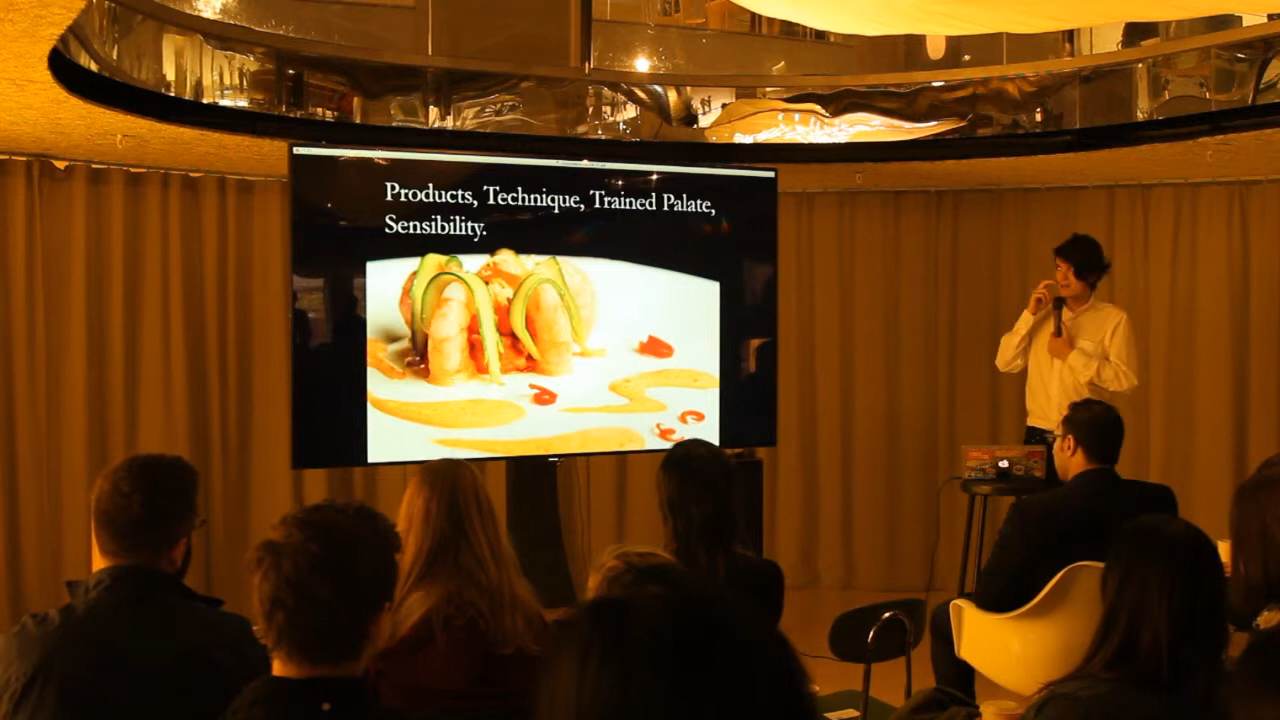 Products, Technique, Trained Palate,
Sensibility.